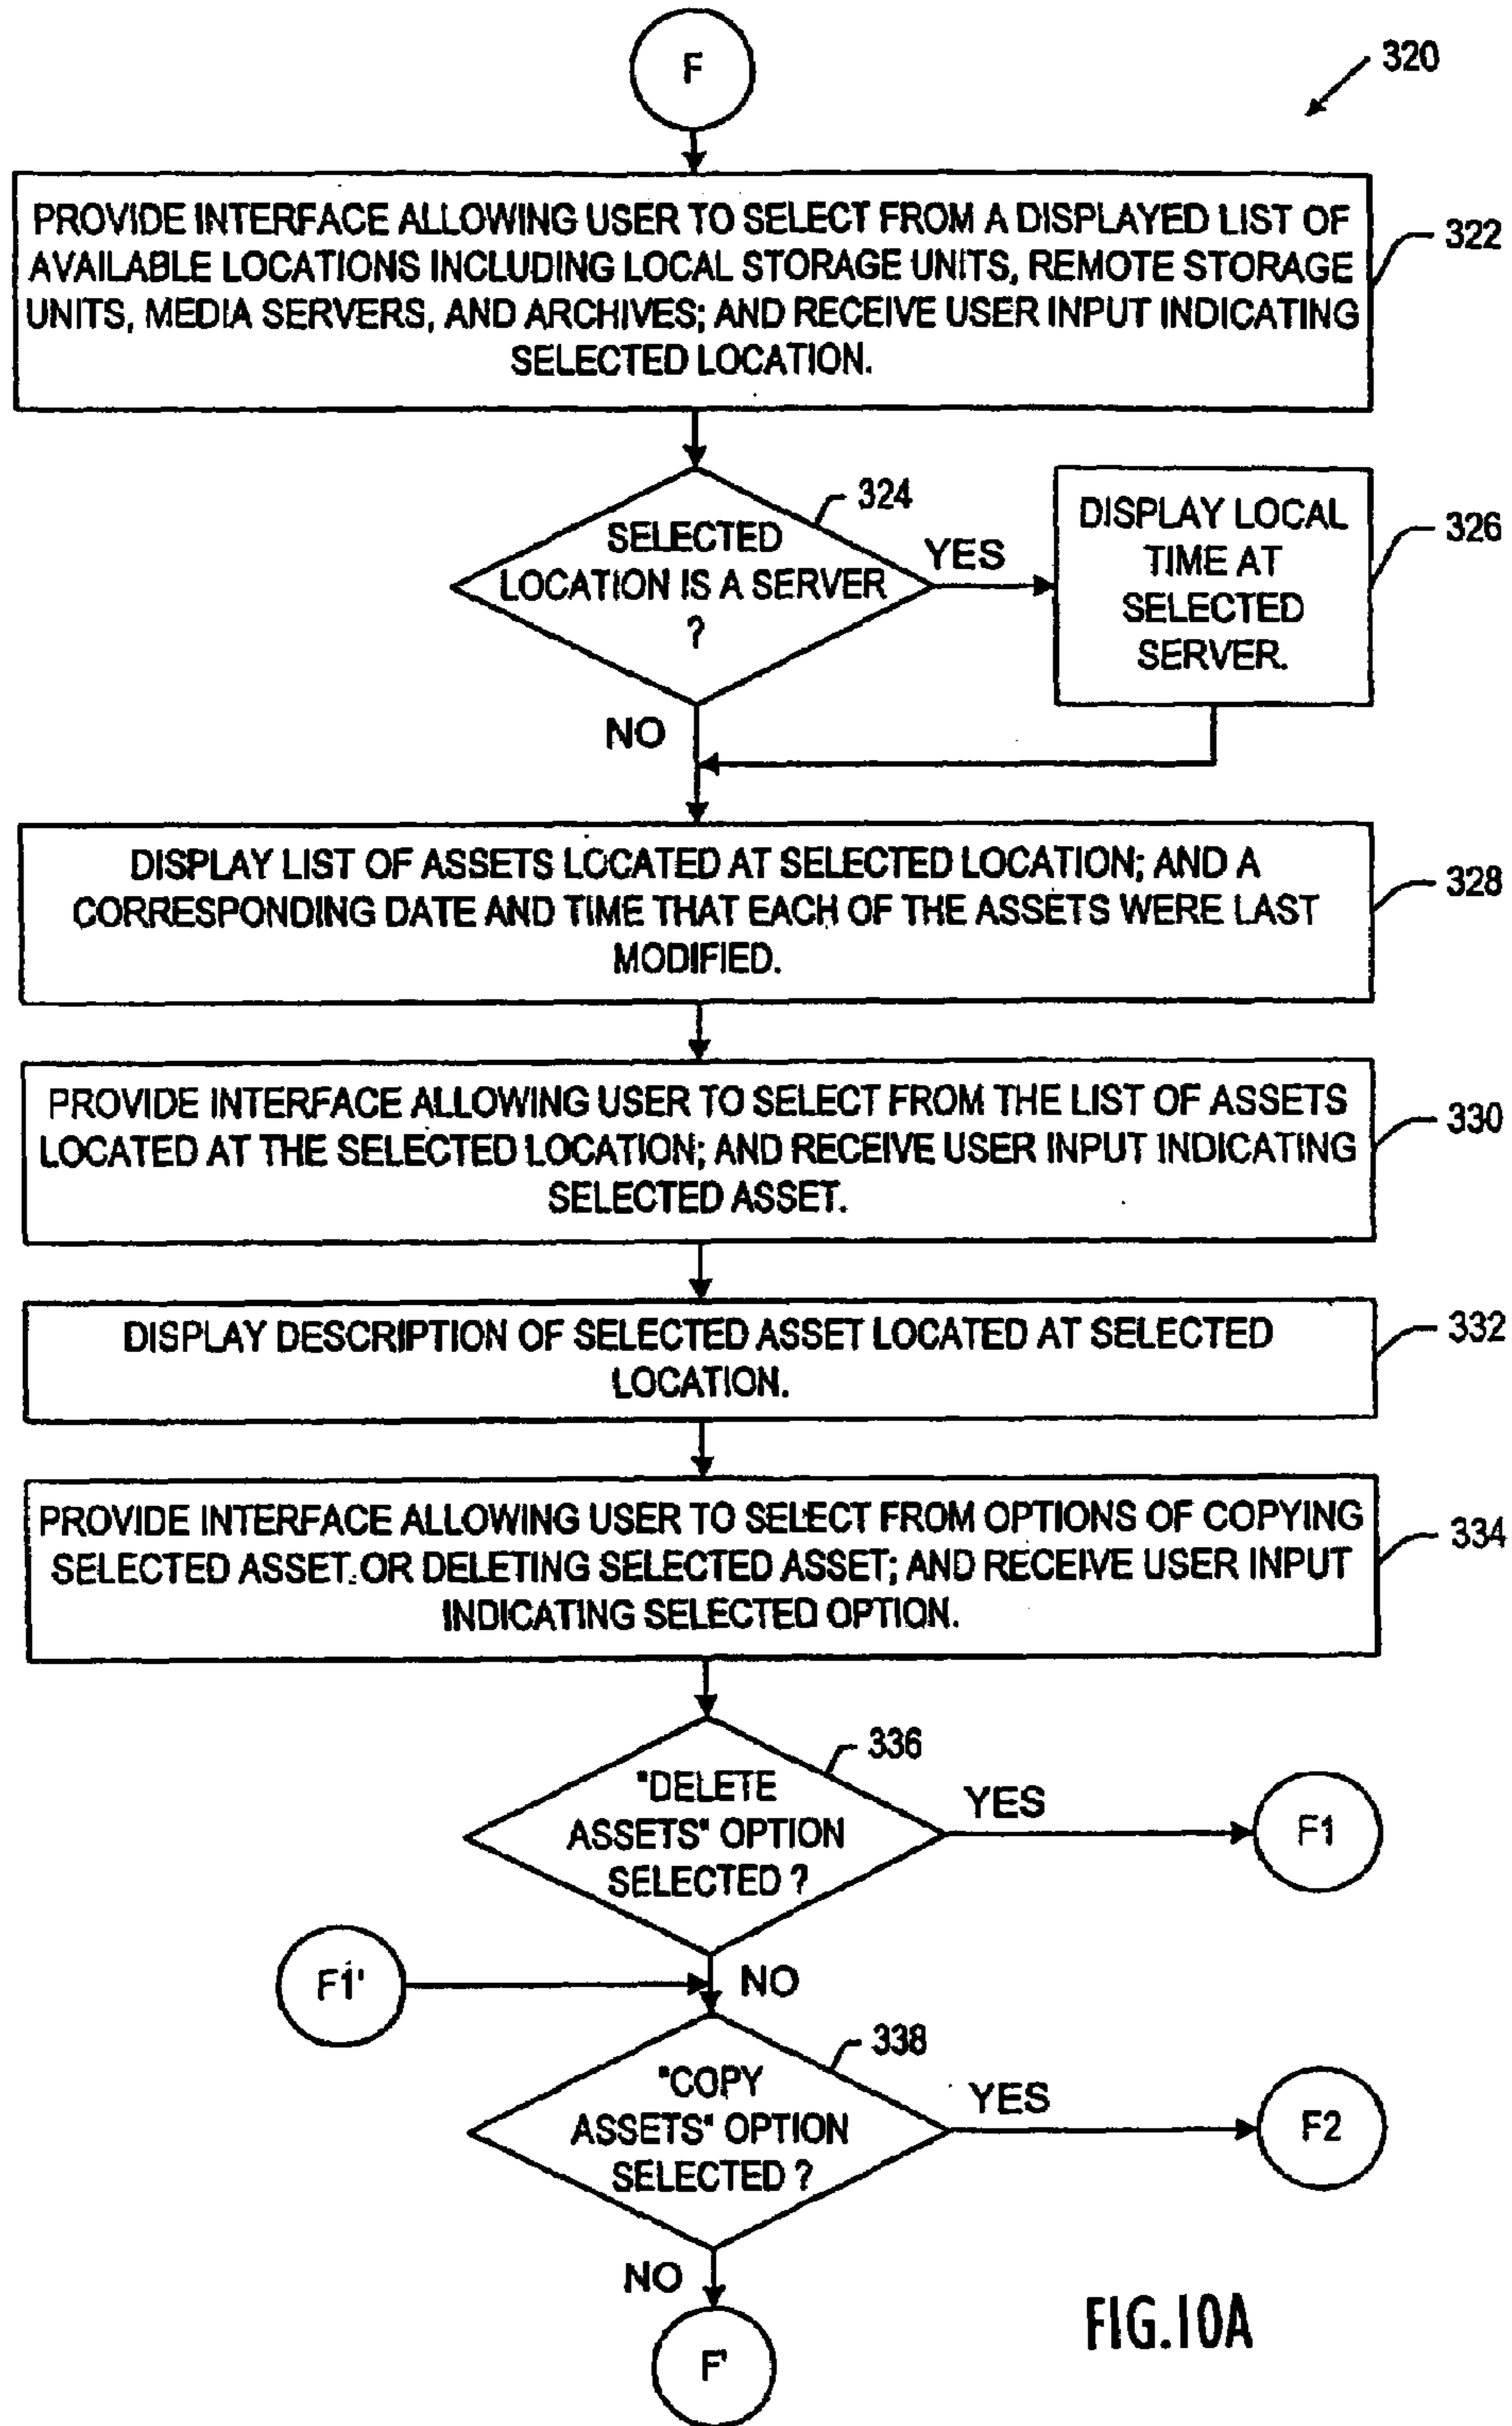 F
320
PROVIDE INTERFACE ALLOWING USER TO SELECT FROM A DISPLAYED LIST OF
AVAILABLE LOCATIONS INCLUDING LOCAL STORAGE UNITS, REMOTE STORAGE
UNITS, MEDIA SERVERS, AND ARCHIVES; AND RECEIVE USER INPUT INDICATING
SELECTED LOCATION.
322
324
SELECTED
LOCATION IS A SERVER
?
YES
DISPLAY LOCAL
TIME AT
SELECTED
SERVER.
326
NO
DISPLAY LIST OF ASSETS LOCATED AT SELECTED LOCATION; AND A
CORRESPONDING DATE AND TIME THAT EACH OF THE ASSETS WERE LAST
MODIFIED.
328
PROVIDE INTERFACE ALLOWING USER TO SELECT FROM THE LIST OF ASSETS
LOCATED AT THE SELECTED LOCATION; AND RECEIVE USER INPUT INDICATING
SELECTED ASSET.
330
DISPLAY DESCRIPTION OF SELECTED ASSET LOCATED AT SELECTED
LOCATION.
332
PROVIDE INTERFACE ALLOWING USER TO SELECT FROM OPTIONS OF COPYING
SELECTED ASSET OR DELETING SELECTED ASSET; AND RECEIVE USER INPUT
INDICATING SELECTED OPTION.
334
336
"DELETE
ASSETS" OPTION
SELECTED ?
YES
F1
F1'
NO
338
"COPY
ASSETS" OPTION
SELECTED ?
YES
F2
NO
F'
FIG.10A